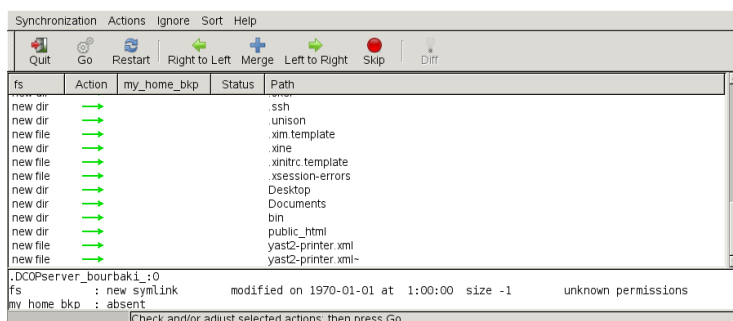 Synchronization Actions Ignore Sort Help
Quit Go Restart Right to Left Merge Left to Right Skip Diff
fs Action my_home_bkp Status Path
new dir .ssh
new dir .unison
new file .xim.template
new dir .xine
new file .xinitrc.template
new file .xsession-errors
new dir Desktop
new dir Documents
new dir bin
new dir public_html
new file yast2-printer.xml
new file yast2-printer.xml~
.DCOPserver_bourbaki_:0
fs : new symlink modified on 1970-01-01 at 1:00:00 size -1 unknown permissions
my_home_bkp : absent
Check and/or adjust selected actions; then press Go